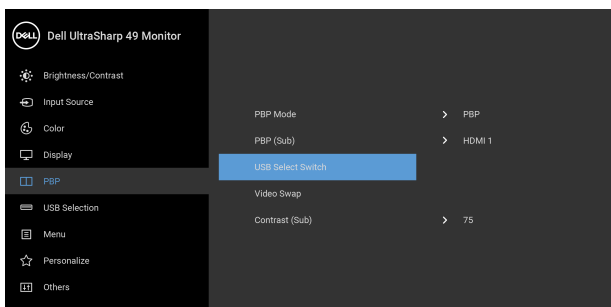 DELL Dell UltraSharp 49 Monitor
Brightness/Contrast
Input Source
Color
Display
PBP
USB Selection
Menu
Personalize
Others
PBP Mode > PBP
PBP (Sub) > HDMI 1
USB Select Switch
Video Swap
Contrast (Sub) > 75